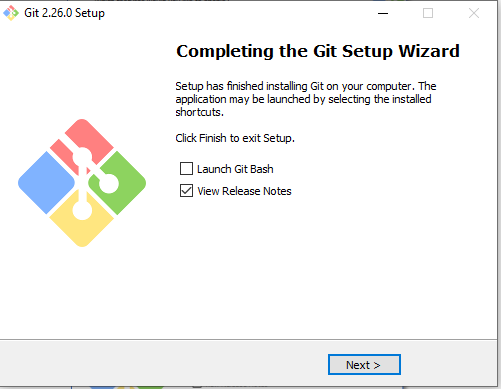 Git 2.26.0 Setup
Completing the Git Setup Wizard
Setup has finished installing Git on your computer. The
application may be launched by selecting the installed
shortcuts.
Click Finish to exit Setup.
Launch Git Bash
View Release Notes
Next >